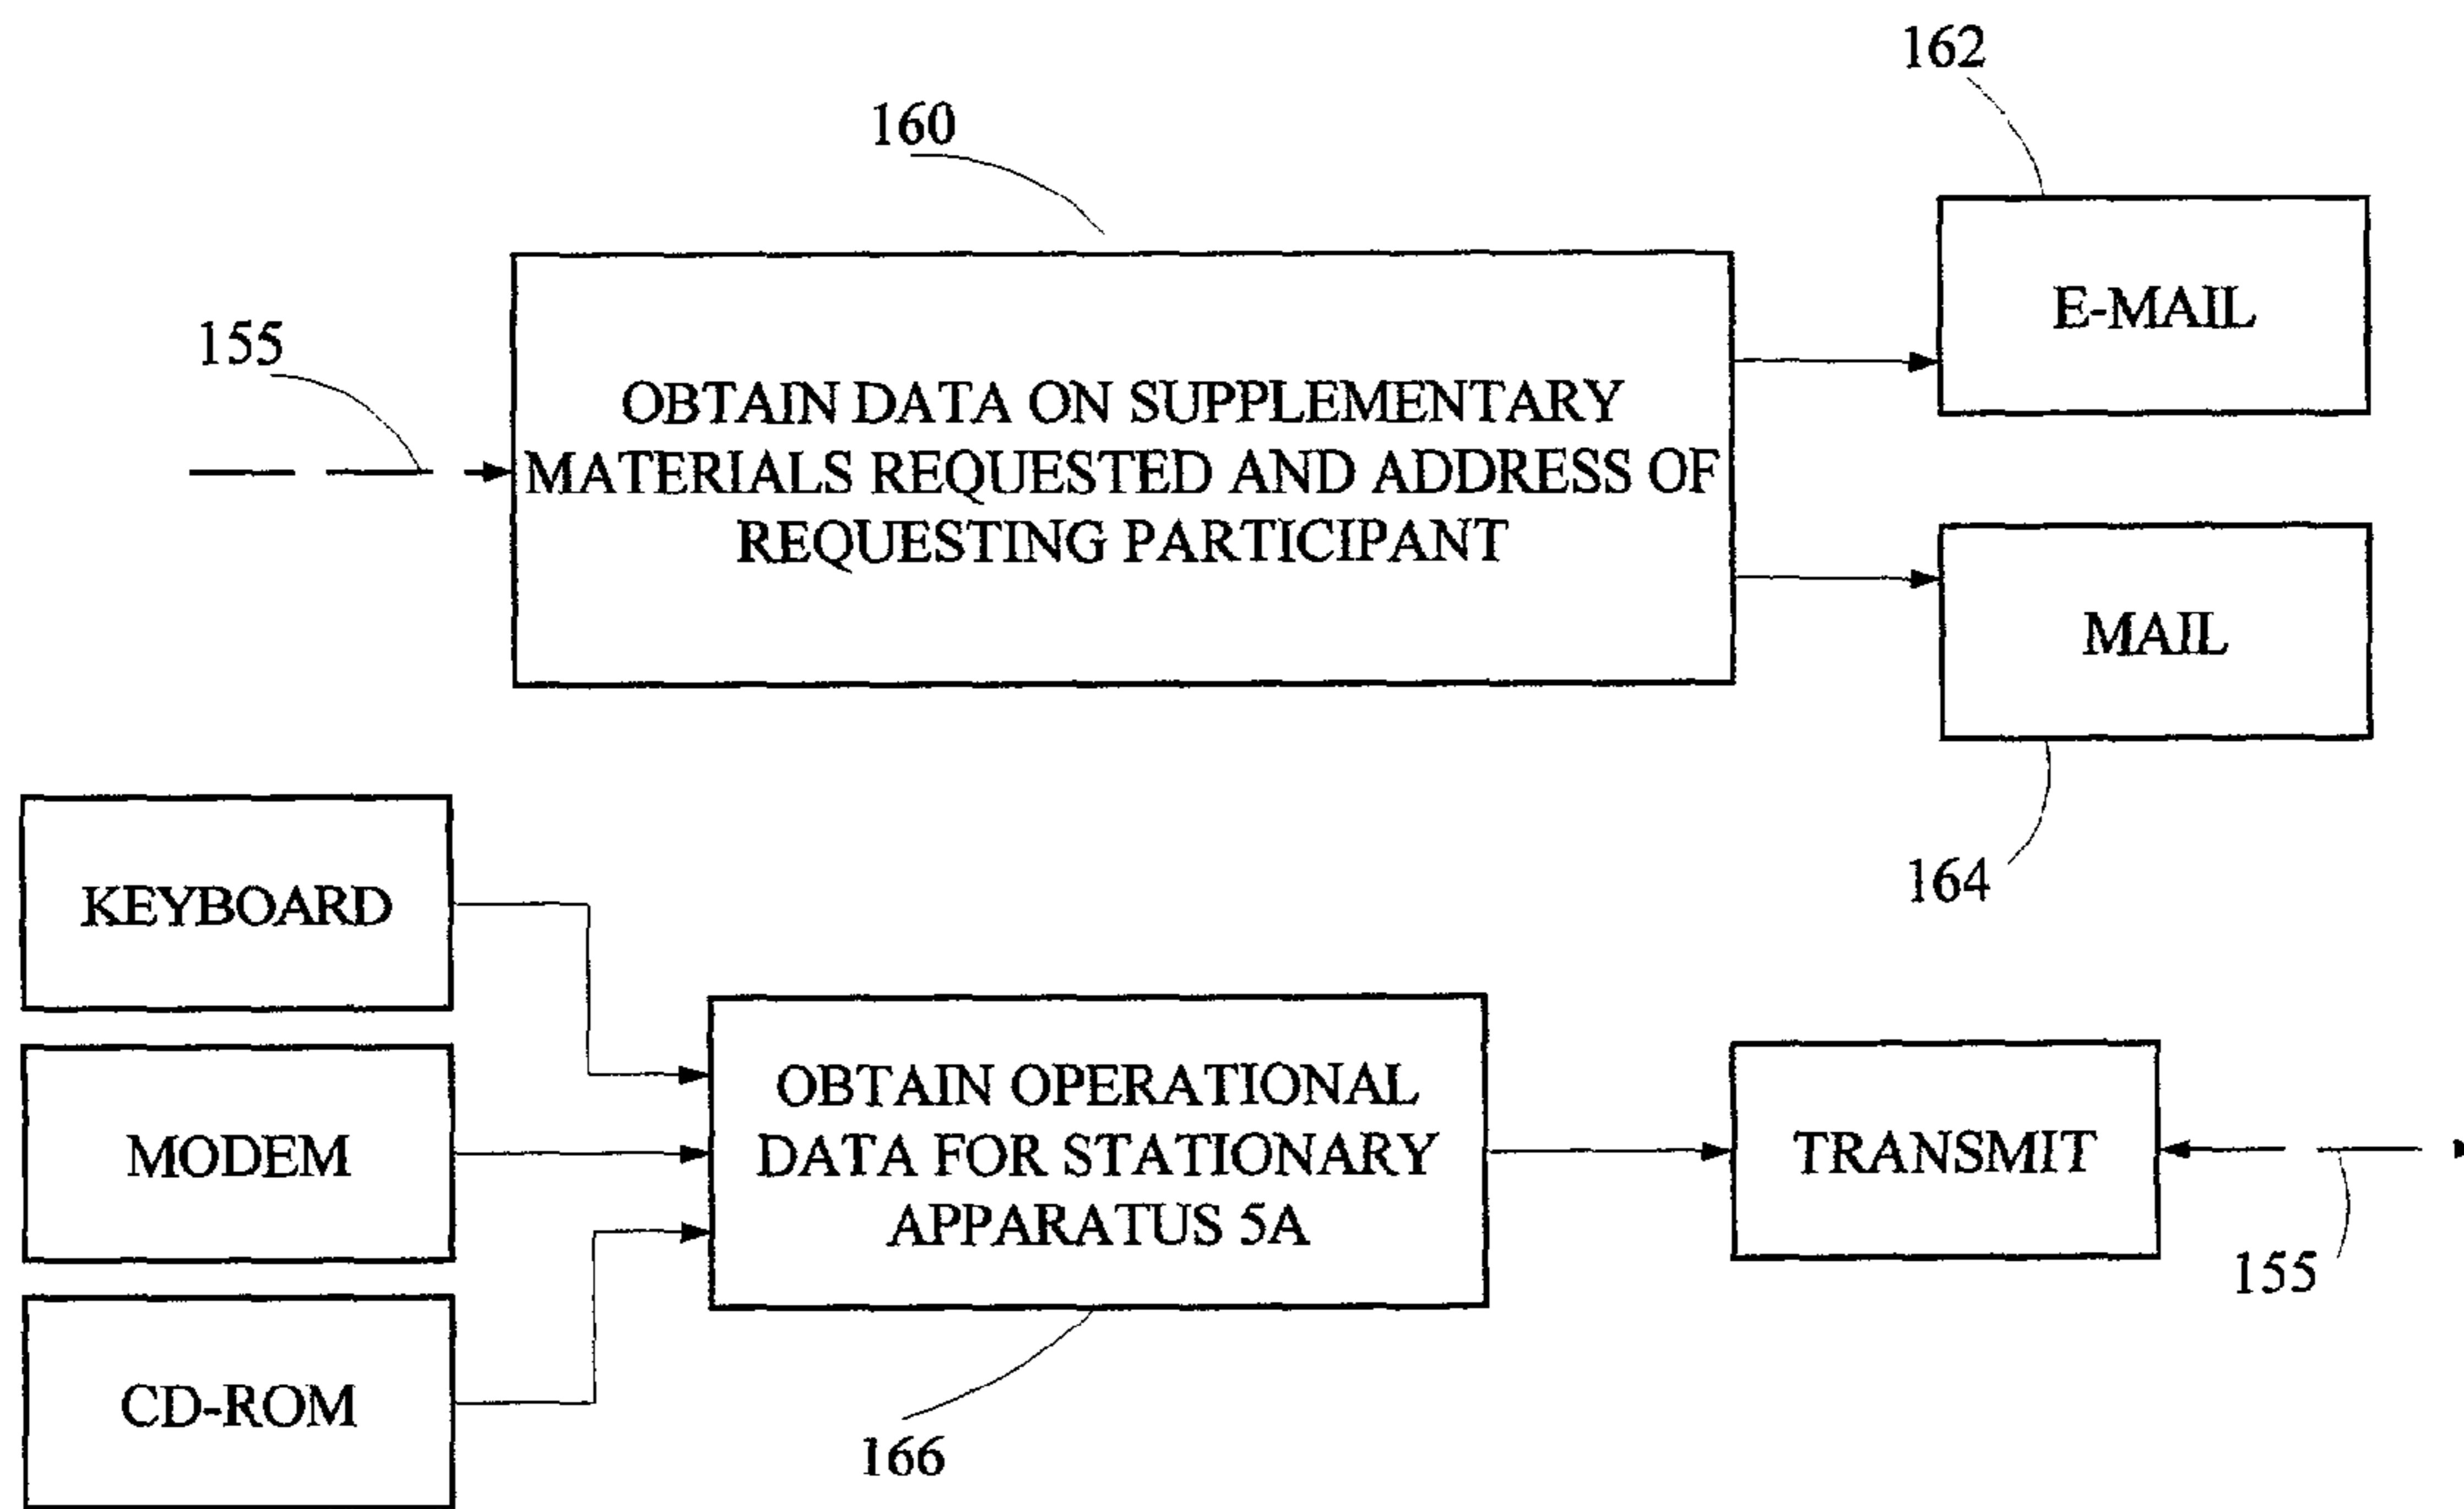 162
160
E-MAIL
155
OBTAIN DATA ON SUPPLEMENTARY
MATERIALS REQUESTED AND ADDRESS OF
REQUESTING PARTICIPANT
MAIL
164
KEYBOARD
MODEM
CD-ROM
OBTAIN OPERATIONAL
DATA FOR STATIONARY
APPARATUS 5A
166
TRANSMIT
155